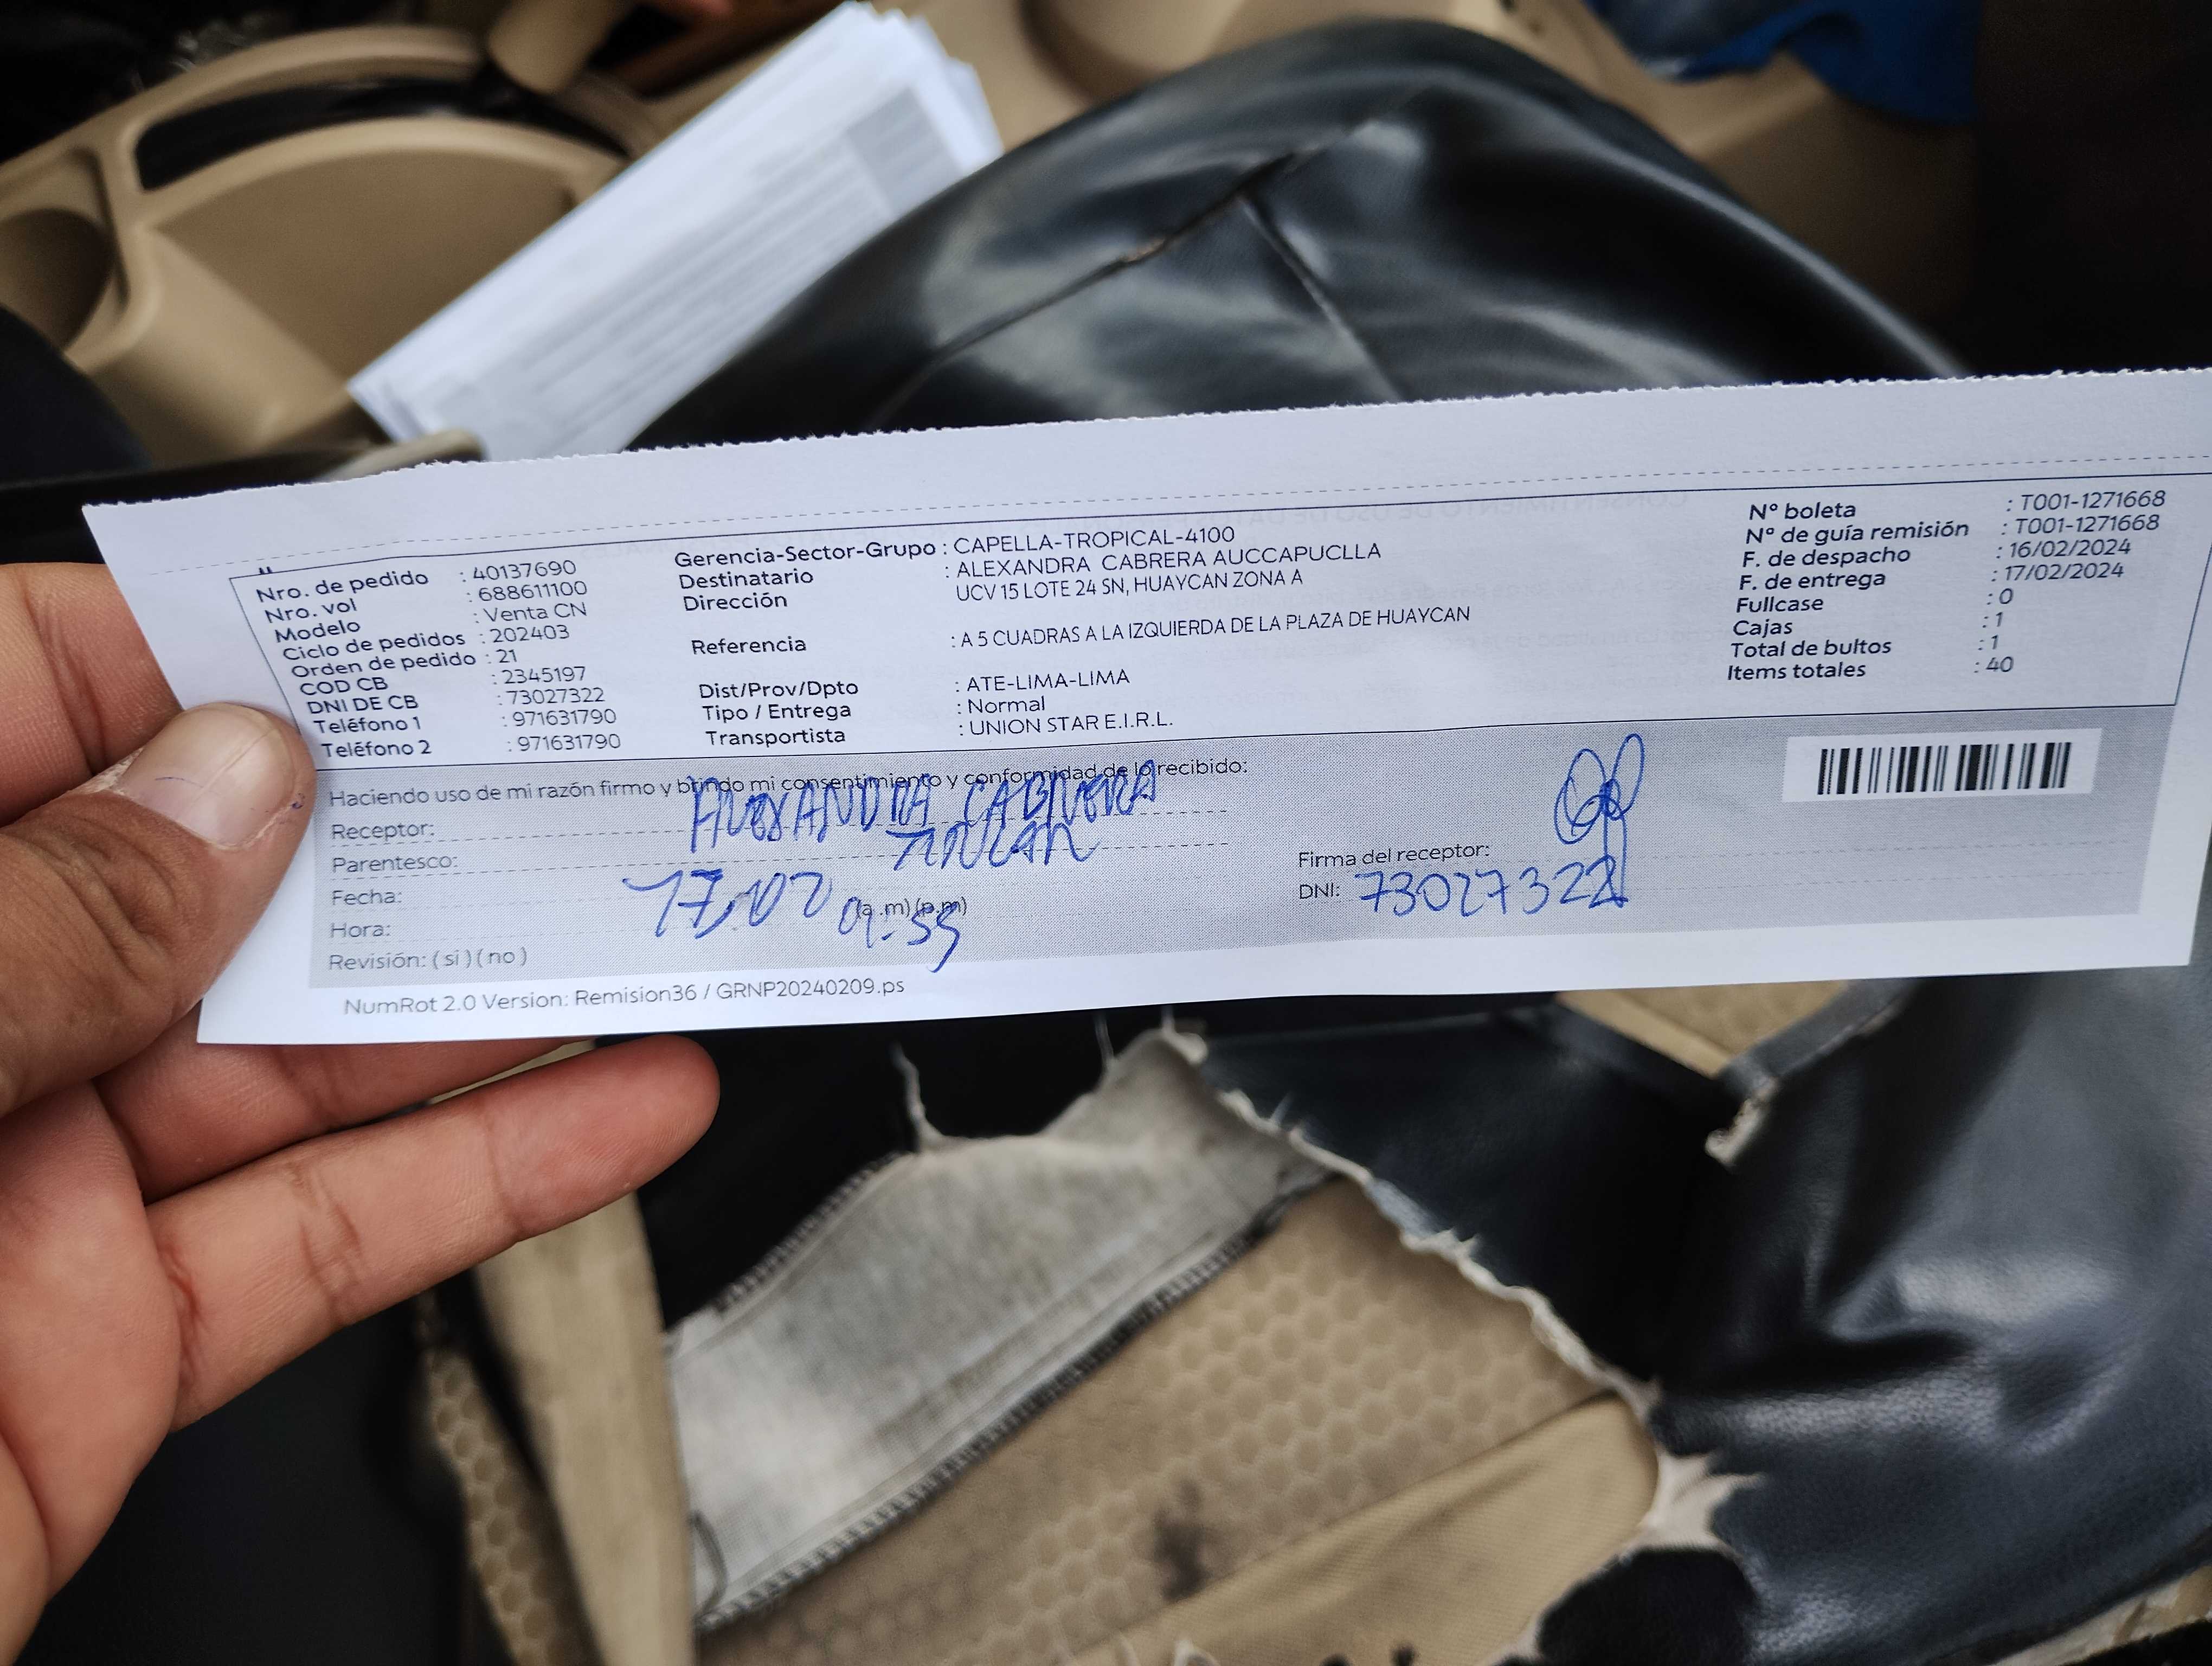 Nro. de pedido : 40137690
Nro. vol : 688611100
Modelo : Venta CN
Ciclo de pedidos : 202403
Orden de pedido : 21
COD CB : 2345197
DNI DE CB : 73027322
Teléfono 1 : 971631790
Teléfono 2 : 971631790
Gerencia-Sector-Grupo : CAPELLA-TROPICAL-4100
Destinatario : ALEXANDRA CABRERA AUCCAPUCLLA
Dirección UCV 15 LOTE 24 SN, HUAYCAN ZONA A
Referencia : A 5 CUADRAS A LA IZQUIERDA DE LA PLAZA DE HUAYCAN
Dist/Prov/Dpto : ATE-LIMA-LIMA
Tipo / Entrega : Normal
Transportista : UNION STAR E.I.R.L.
N° boleta : T001-1271668
N° de guía remisión : T001-1271668
F. de despacho : 16/02/2024
F. de entrega : 17/02/2024
Fullcase : 0
Cajas : 1
Total de bultos : 1
Items totales : 40
Haciendo uso de mi razón firmo y brindo mi consentimiento y conformidad de lo recibido:
Receptor: ALEXANDRA CABRERA
Parentesco:
Fecha: 17.02
Hora: 09:55 (a.m) (p.m)
Revisión: ( si ) ( no )
Firma del receptor:
DNI: 73027322
NumRot 2.0 Version: Remision36 / GRNP20240209.ps